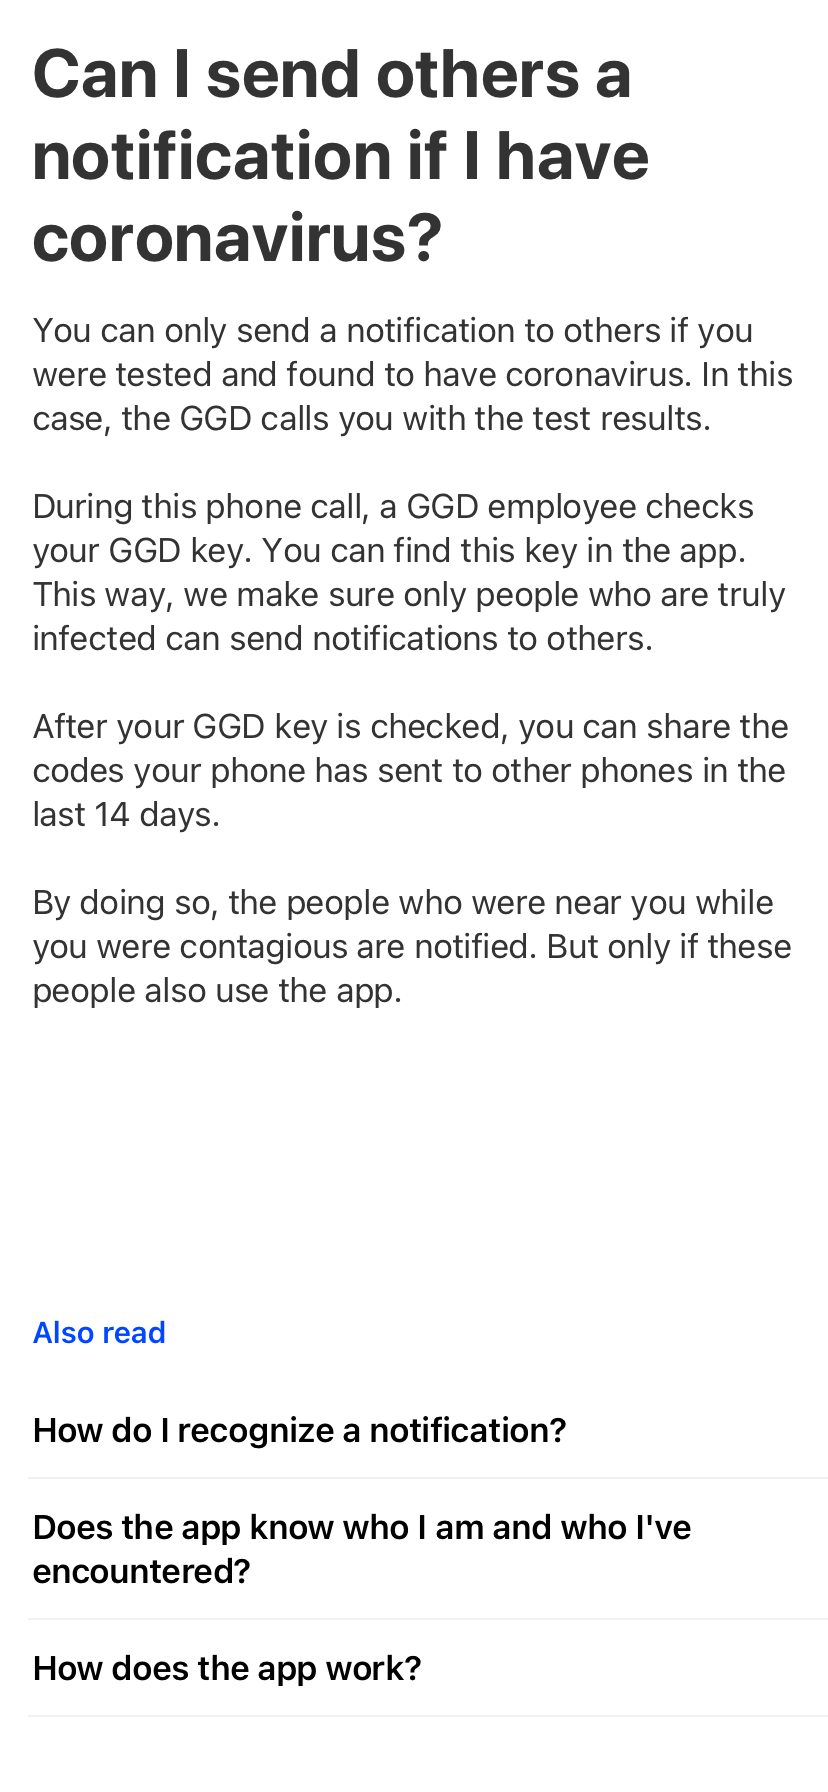 Can I send others a
notification if I have
coronavirus?
You can only send a notification to others if you
were tested and found to have coronavirus. In this
case, the GGD calls you with the test results.
During this phone call, a GGD employee checks
your GGD key. You can find this key in the app.
This way, we make sure only people who are truly
infected can send notifications to others.
After your GGD key is checked, you can share the
codes your phone has sent to other phones in the
last 14 days.
By doing so, the people who were near you while
you were contagious are notified. But only if these
people also use the app.
Also read
How do I recognize a notification?
Does the app know who I am and who I've
encountered?
How does the app work?